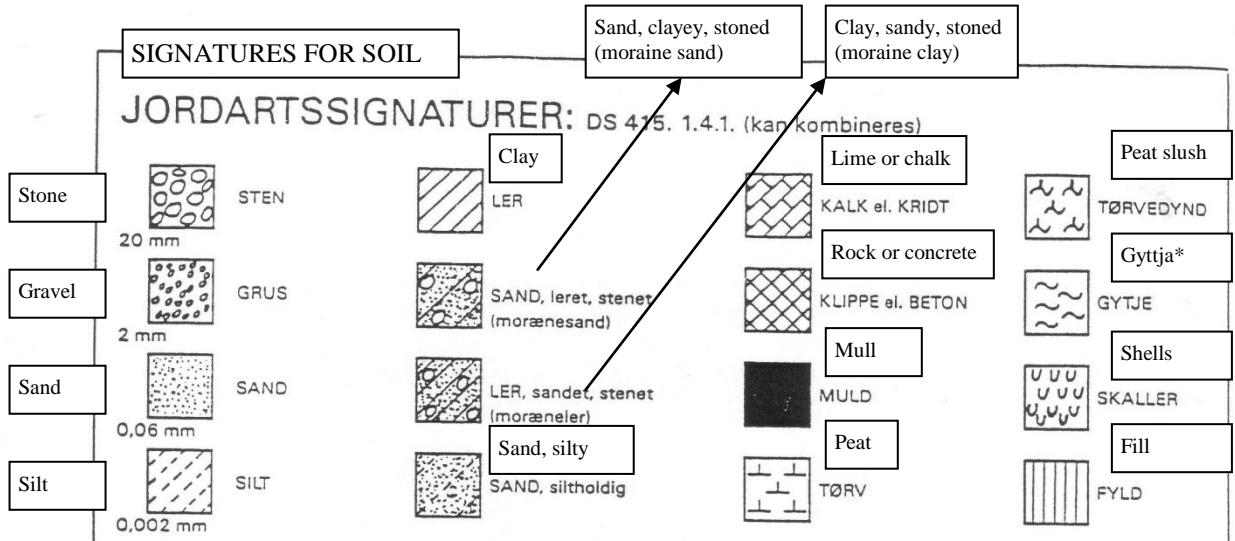 SIGNATURES FOR SOIL
Sand, clayey, stoned
(moraine sand)
Clay, sandy, stoned
(moraine clay)
JORDARTSSIGNATURER: DS 415. 1.4.1. (kan kombineres)
Stone
STEN
20 mm
Gravel
GRUS
2 mm
Sand
SAND
0,06 mm
Silt
SILT
0,002 mm
Clay
LER
SAND, leret, stenet
(morænesand)
LER, sandet, stenet
(moræneler)
Sand, silty
SAND, siltholdig
Lime or chalk
KALK el. KRIDT
Rock or concrete
KLIPPE el. BETON
Mull
MULD
Peat
TØRV
Peat slush
TØRVEDYND
Gyttja*
GYTJE
Shells
SKALLER
Fill
FYLD